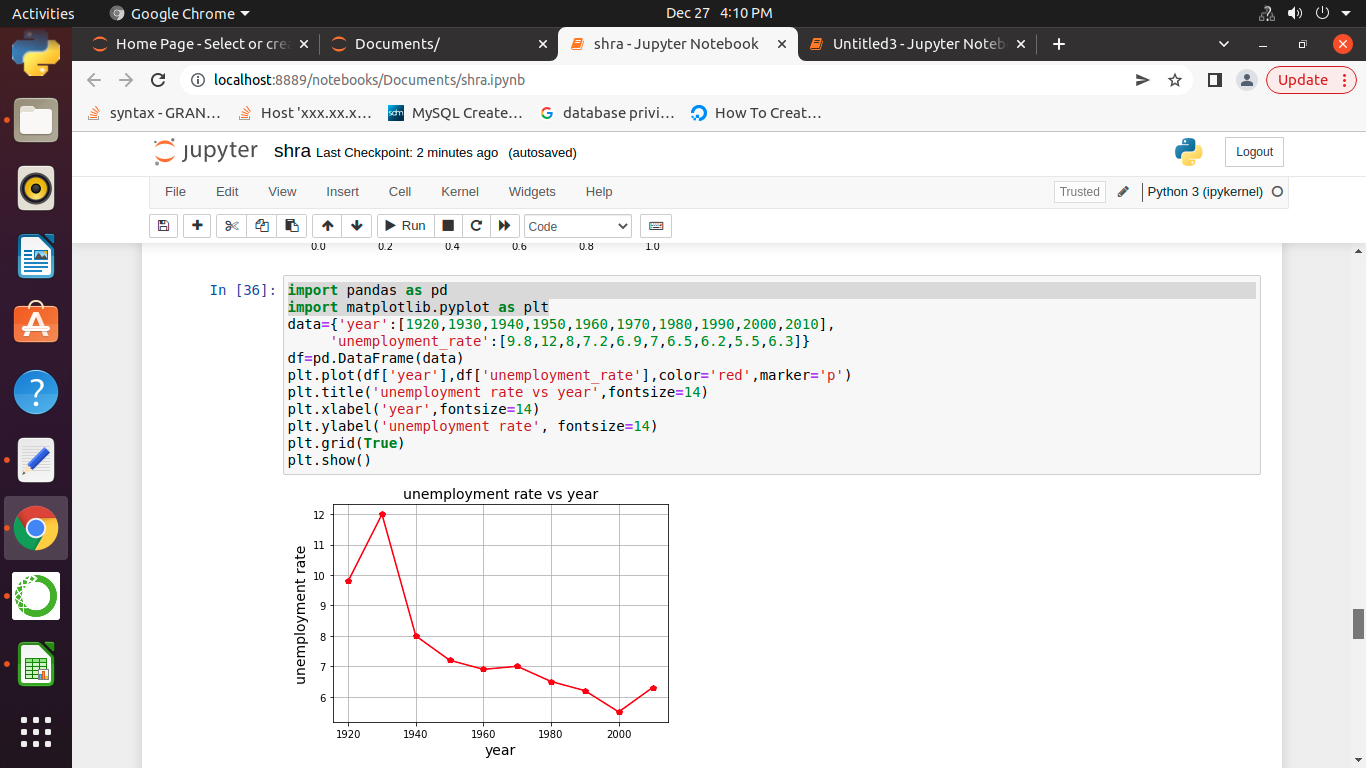 Activities Google Chrome Dec 27 4:10 PM
Home Page - Select or cre Documents/ shra - Jupyter Notebook Untitled3 - Jupyter Noteb
localhost:8889/notebooks/Documents/shra.ipynb Update
syntax - GRAN... Host 'xxx.xx.x... MySQL Create... database privi... How To Creat...
jupyter shra Last Checkpoint: 2 minutes ago (autosaved) Logout
File Edit View Insert Cell Kernel Widgets Help Trusted Python 3 (ipykernel)
Run Code
0.0 0.2 0.4 0.6 0.8 1.0
In [36]: import pandas as pd
import matplotlib.pyplot as plt
data={'year':[1920,1930,1940,1950,1960,1970,1980,1990,2000,2010],
'unemployment_rate':[9.8,12,8,7.2,6.9,7,6.5,6.2,5.5,6.3]}
df=pd.DataFrame(data)
plt.plot(df['year'],df['unemployment_rate'],color='red',marker='p')
plt.title('unemployment rate vs year',fontsize=14)
plt.xlabel('year',fontsize=14)
plt.ylabel('unemployment rate', fontsize=14)
plt.grid(True)
plt.show()
unemployment rate vs year
12
11
10
9
8
7
6
unemployment rate
1920 1940 1960 1980 2000
year